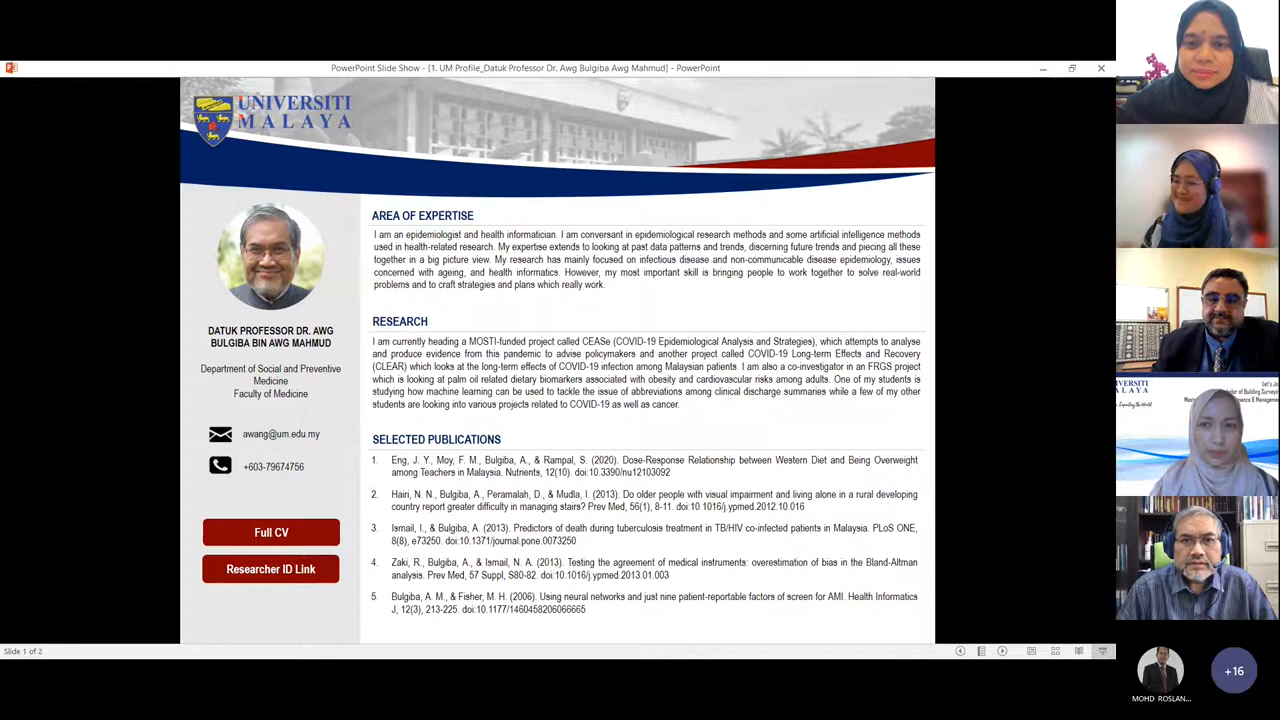 PowerPoint Slide Show - [1. UM Profile_Datuk Professor Dr. Awg Bulgiba Awg Mahmud] - PowerPoint
UNIVERSITI
MALAYA
DATUK PROFESSOR DR. AWG
BULGIBA BIN AWG MAHMUD
Department of Social and Preventive
Medicine
Faculty of Medicine
awang@um.edu.my
+603-79674756
Full CV
Researcher ID Link
AREA OF EXPERTISE
I am an epidemiologist and health informatician. I am conversant in epidemiological research methods and some artificial intelligence methods
used in health-related research. My expertise extends to looking at past data patterns and trends, discerning future trends and piecing all these
together in a big picture view. My research has mainly focused on infectious disease and non-communicable disease epidemiology, issues
concerned with ageing, and health informatics. However, my most important skill is bringing people to work together to solve real-world
problems and to craft strategies and plans which really work.
RESEARCH
I am currently heading a MOSTI-funded project called CEASe (COVID-19 Epidemiological Analysis and Strategies), which attempts to analyse
and produce evidence from this pandemic to advise policymakers and another project called COVID-19 Long-term Effects and Recovery
(CLEAR) which looks at the long-term effects of COVID-19 infection among Malaysian patients. I am also a co-investigator in an FRGS project
which is looking at palm oil related dietary biomarkers associated with obesity and cardiovascular risks among adults. One of my students is
studying how machine learning can be used to tackle the issue of abbreviations among clinical discharge summaries while a few of my other
students are looking into various projects related to COVID-19 as well as cancer.
SELECTED PUBLICATIONS
1. Eng, J. Y., Moy, F. M., Bulgiba, A., & Rampal, S. (2020). Dose-Response Relationship between Western Diet and Being Overweight
among Teachers in Malaysia. Nutrients, 12(10). doi:10.3390/nu12103092
2. Hairi, N. N., Bulgiba, A., Peramalah, D., & Mudla, I. (2013). Do older people with visual impairment and living alone in a rural developing
country report greater difficulty in managing stairs? Prev Med, 56(1), 8-11. doi:10.1016/j.ypmed.2012.10.016
3. Ismail, I., & Bulgiba, A. (2013). Predictors of death during tuberculosis treatment in TB/HIV co-infected patients in Malaysia. PLoS ONE,
8(8), e73250. doi:10.1371/journal.pone.0073250
4. Zaki, R., Bulgiba, A., & Ismail, N. A. (2013). Testing the agreement of medical instruments: overestimation of bias in the Bland-Altman
analysis. Prev Med, 57 Suppl, S80-82. doi:10.1016/j.ypmed.2013.01.003
5. Bulgiba, A. M., & Fisher, M. H. (2006). Using neural networks and just nine patient-reportable factors of screen for AMI. Health Informatics
J, 12(3), 213-225. doi:10.1177/1460458206066665
Slide 1 of 2
Let's Jo
MOHD ROSLAN...
+16